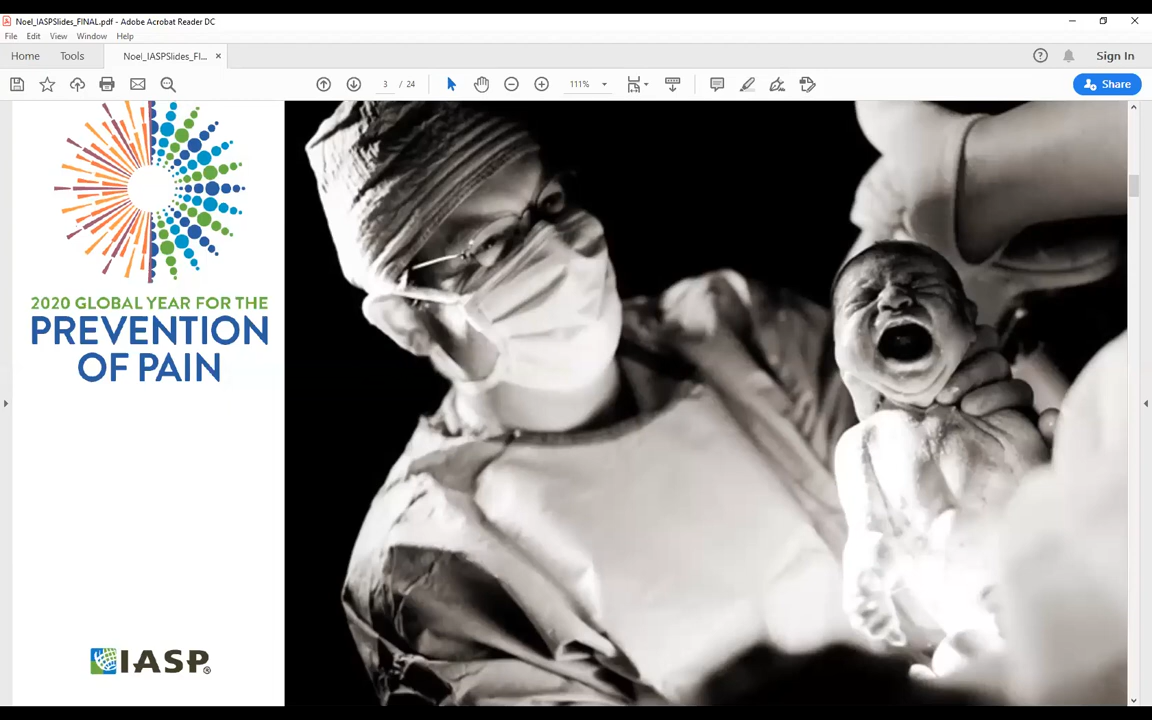 Noel_IASPSlides_FINAL.pdf - Adobe Acrobat Reader DC
File Edit View Window Help
Home Tools Noel_IASPSlides_Fl... × Sign In
3 / 24 111% Share
2020 GLOBAL YEAR FOR THE
PREVENTION
OF PAIN
IASP